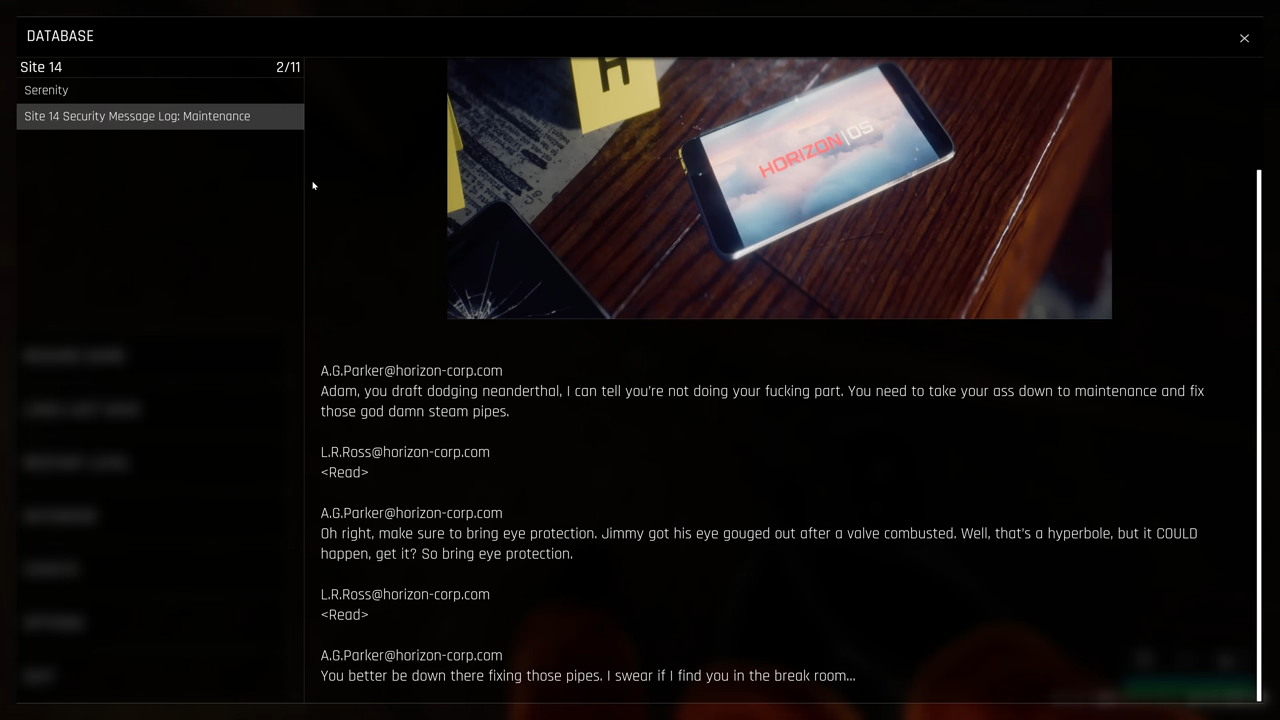 DATABASE
Site 14 2/11
Serenity
Site 14 Security Message Log: Maintenance
H
HORIZON|OS
A.G.Parker@horizon-corp.com
Adam, you draft dodging neanderthal, I can tell you're not doing your fucking part. You need to take your ass down to maintenance and fix
those god damn steam pipes.
L.R.Ross@horizon-corp.com
<Read>
A.G.Parker@horizon-corp.com
Oh right, make sure to bring eye protection. Jimmy got his eye gouged out after a valve combusted. Well, that's a hyperbole, but it COULD
happen, get it? So bring eye protection.
L.R.Ross@horizon-corp.com
<Read>
A.G.Parker@horizon-corp.com
You better be down there fixing those pipes. I swear if I find you in the break room...